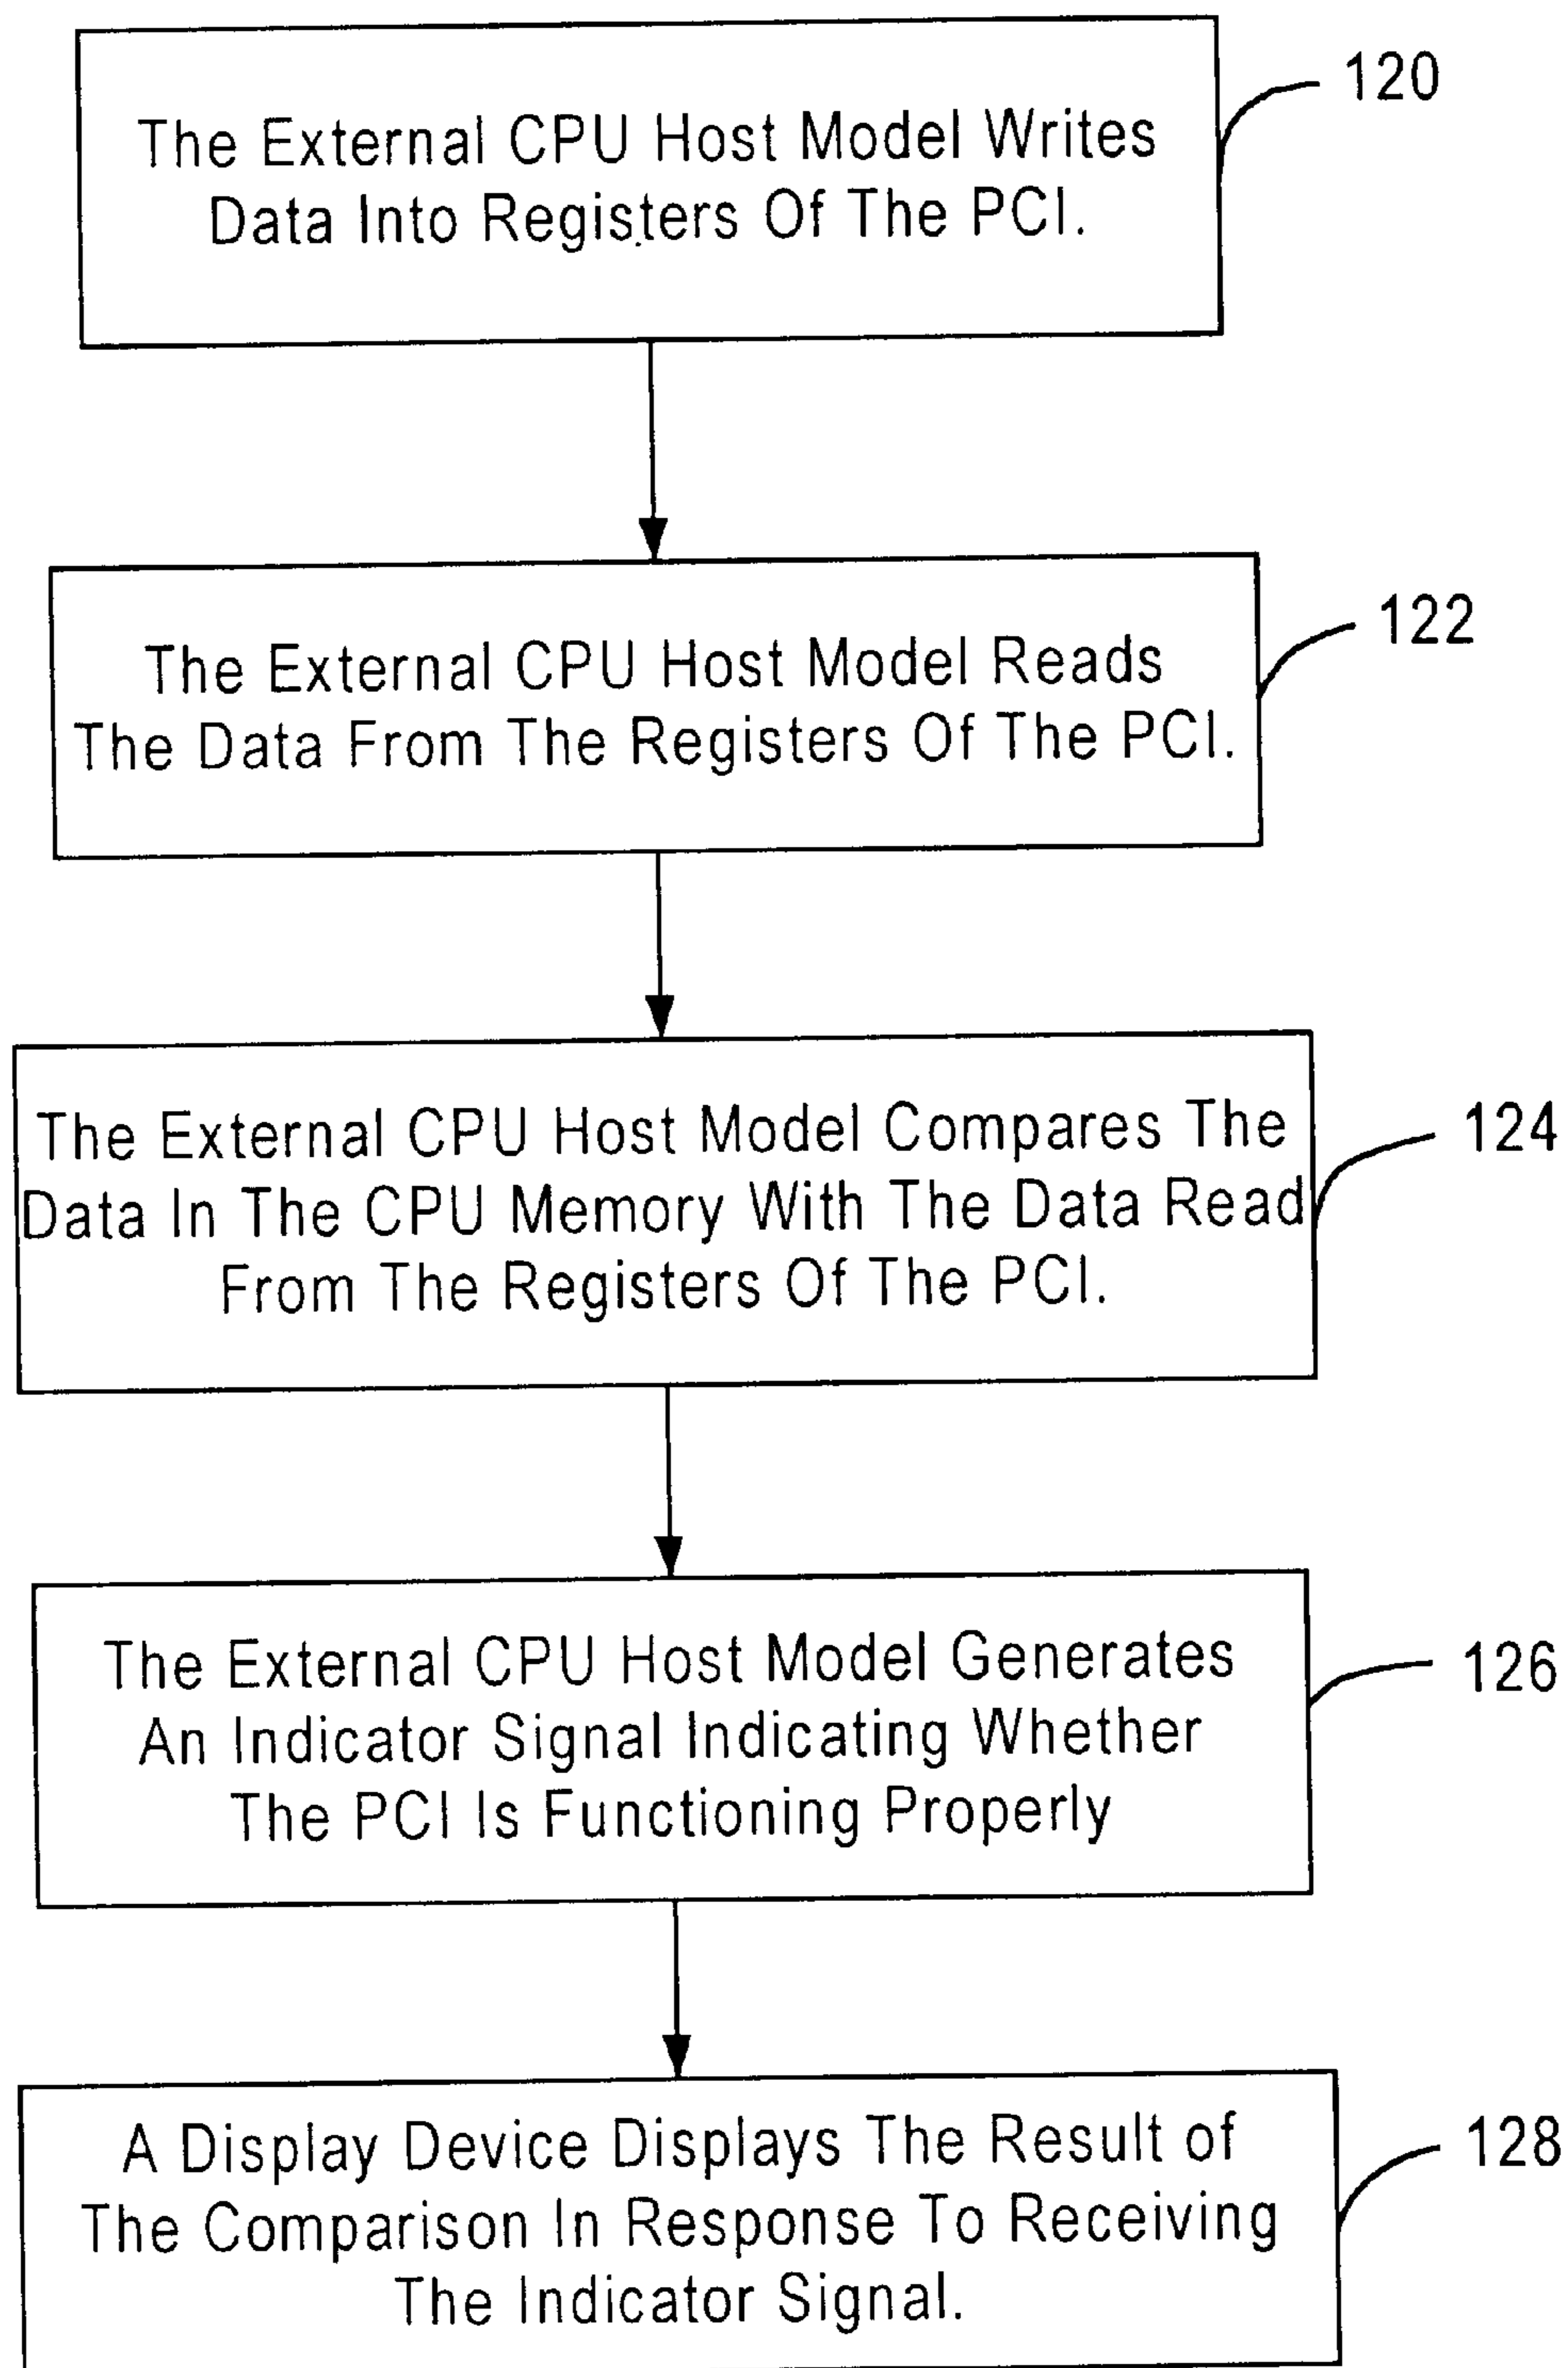 120
The External CPU Host Model Writes
Data Into Registers Of The PCI.
122
The External CPU Host Model Reads
The Data From The Registers Of The PCI.
124
The External CPU Host Model Compares The
Data In The CPU Memory With The Data Read
From The Registers Of The PCI.
126
The External CPU Host Model Generates
An Indicator Signal Indicating Whether
The PCI Is Functioning Properly
128
A Display Device Displays The Result of
The Comparison In Response To Receiving
The Indicator Signal.